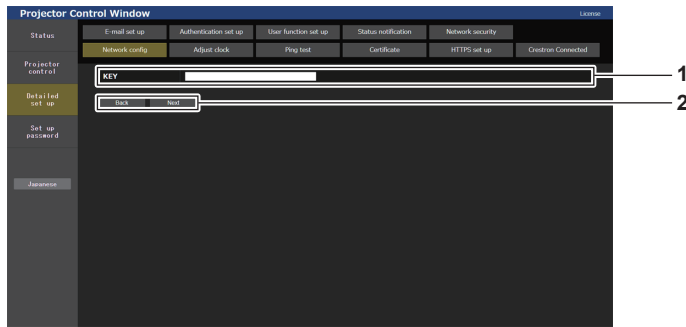 Projector Control Window
License
Status
E-mail set up
Authentication set up
User function set up
Status notification
Network security
Network config
Adjust clock
Ping test
Certificate
HTTPS set up
Crestron Connected
Projector
control
KEY
1
Detailed
set up
Back
Next
2
Set up
password
Japanese